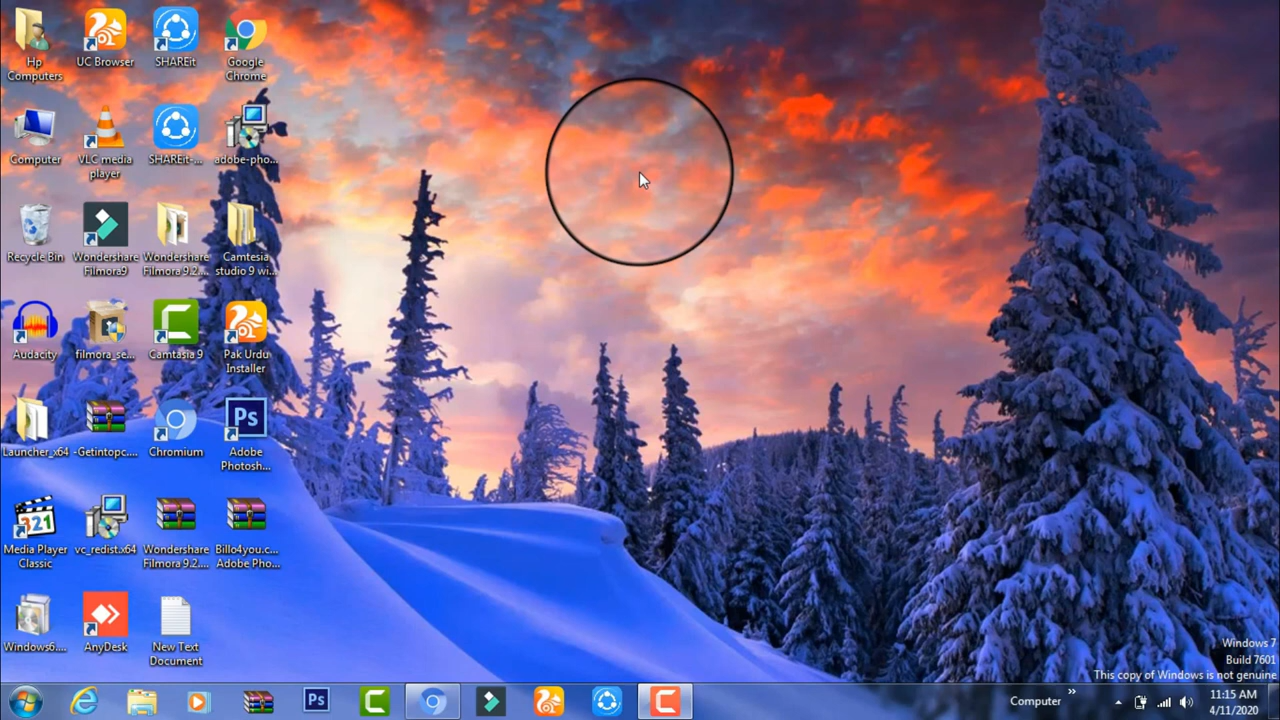 Hp
Computers
UC Browser
SHAREit
Google
Chrome
Computer
VLC media
player
SHAREit-...
adobe-pho...
Recycle Bin
Wondershare
Filmora9
Wondershare
Filmora 9.2....
Camtesia
studio 9 wi...
Audacity
filmora_se...
Camtasia 9
Pak Urdu
Installer
Launcher_x64
-Getintopc....
Chromium
Ps
Adobe
Photosh...
321
Media Player
Classic
vc_redist.x64
Wondershare
Filmora 9.2....
Billo4you.c...
Adobe Pho...
Windows6....
AnyDesk
New Text
Document
Windows 7
Build 7601
This copy of Windows is not genuine
Ps
Computer
»
11:15 AM
4/11/2020